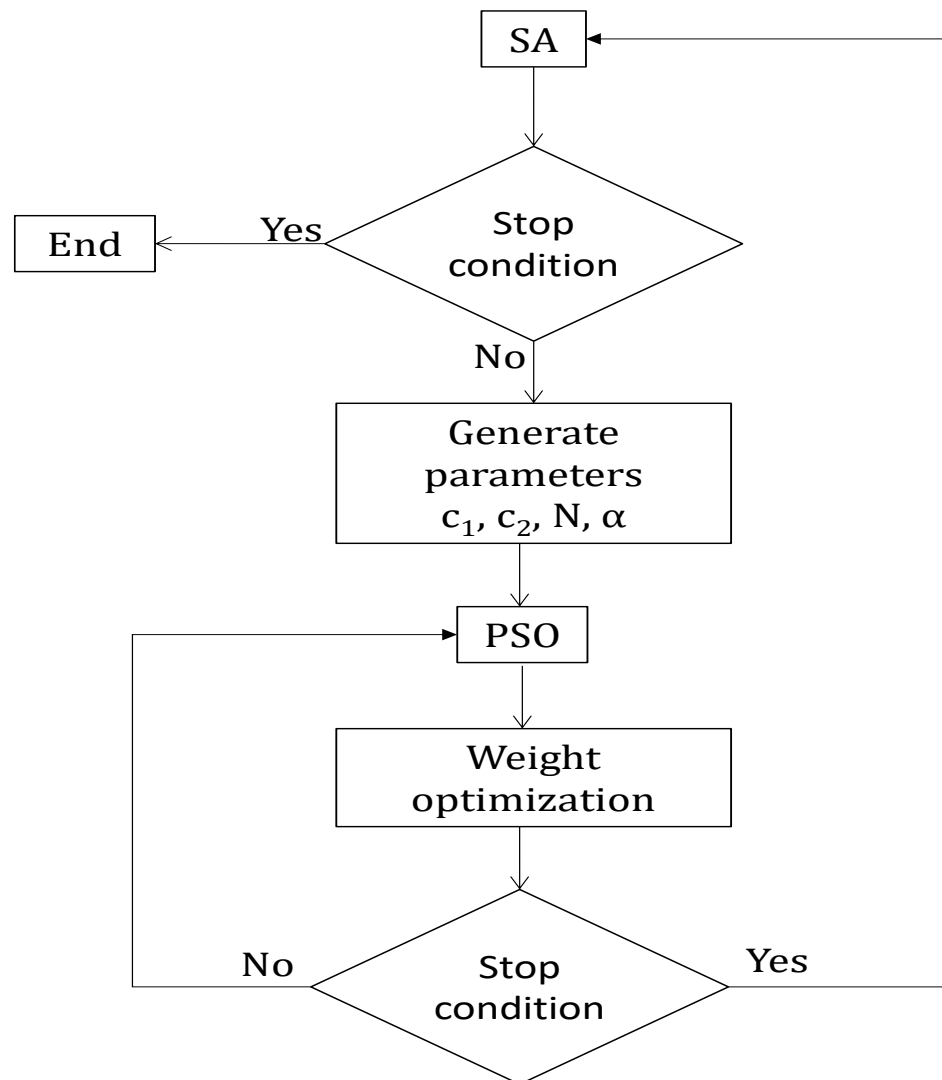 SA
Stop
condition
Yes
End
No
Generate
parameters
c₁, c₂, N, α
PSO
Weight
optimization
No
Stop
condition
Yes